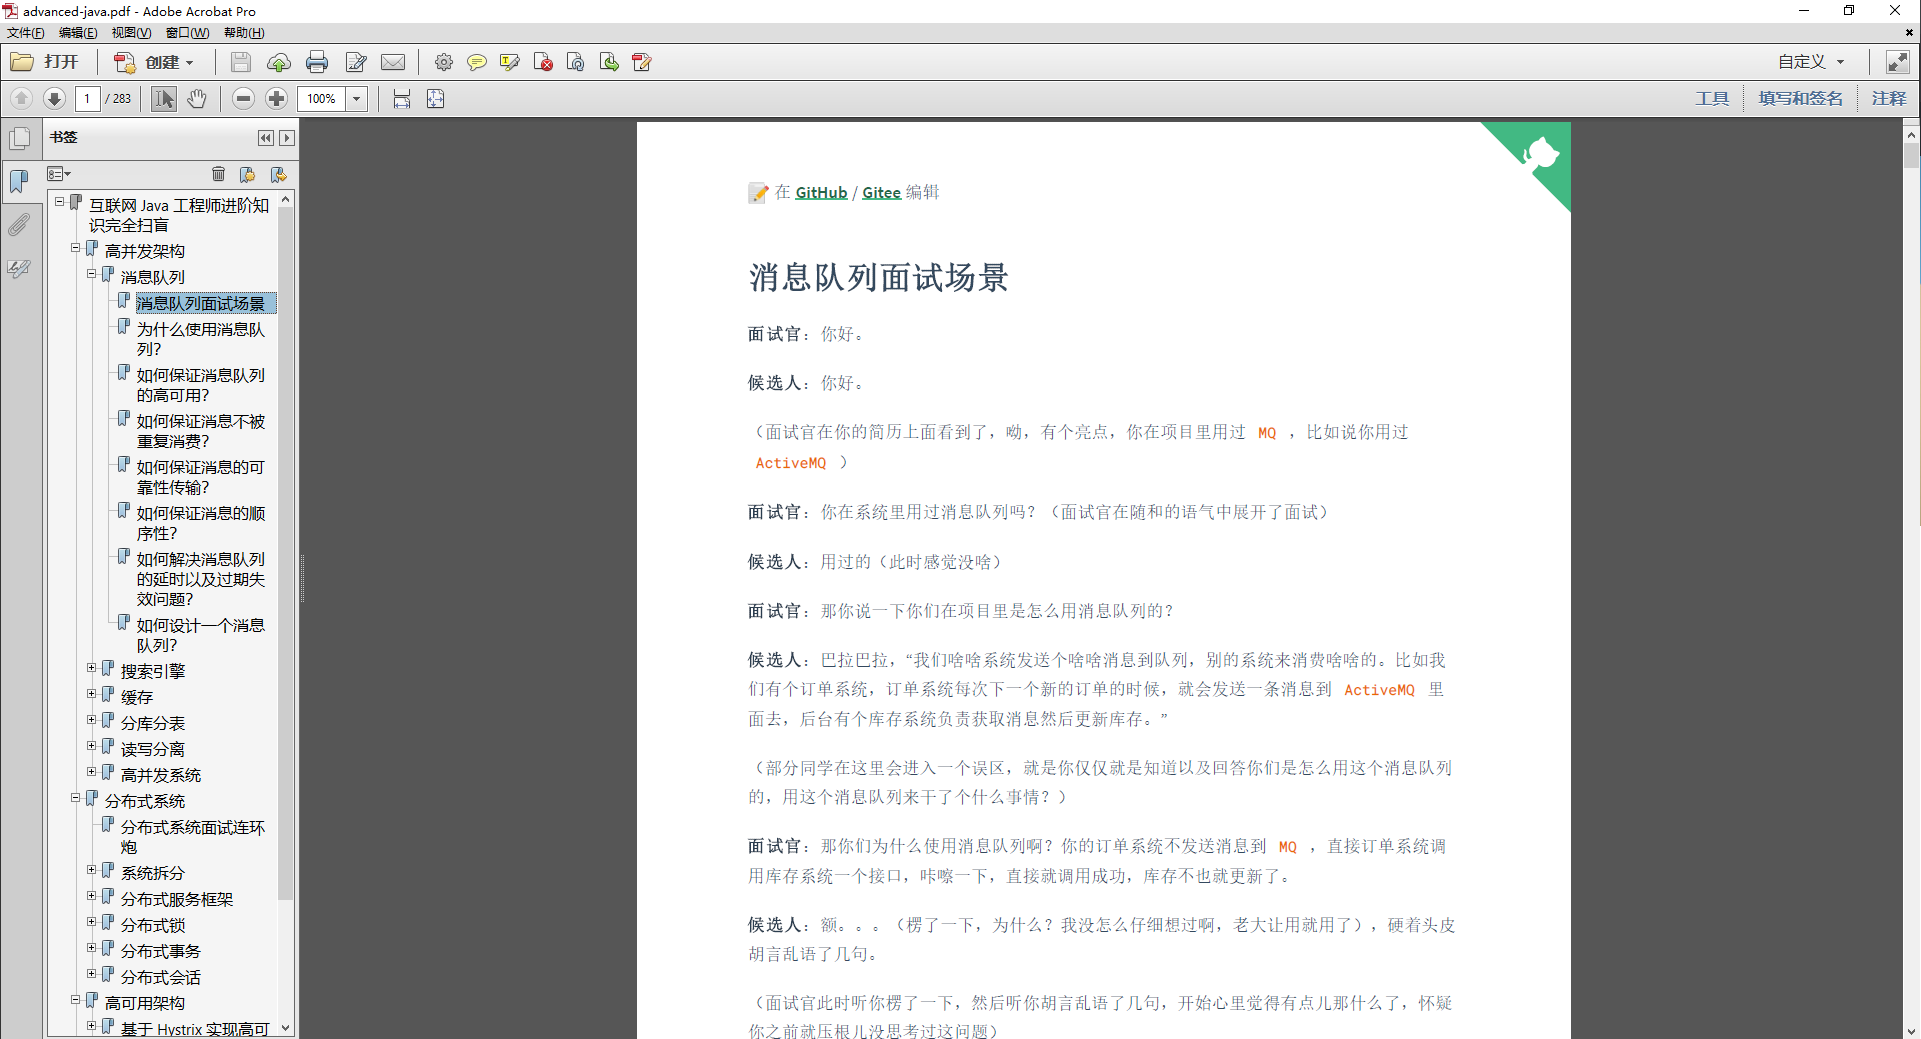 advanced-java.pdf - Adobe Acrobat Pro
文件(F) 编辑(E) 视图(V) 窗口(W) 帮助(H)
打开 创建 自定义
1 / 283 100% 工具 填写和签名 注释
书签
互联网 Java 工程师进阶知
识完全扫盲
高并发架构
消息队列
消息队列面试场景
为什么使用消息队
列？
如何保证消息队列
的高可用？
如何保证消息不被
重复消费？
如何保证消息的可
靠性传输？
如何保证消息的顺
序性？
如何解决消息队列
的延时以及过期失
效问题？
如何设计一个消息
队列？
搜索引擎
缓存
分库分表
读写分离
高并发系统
分布式系统
分布式系统面试连环
炮
系统拆分
分布式服务框架
分布式锁
分布式事务
分布式会话
高可用架构
基于 Hystrix 实现高可
在 GitHub / Gitee 编辑
消息队列面试场景
面试官：你好。
候选人：你好。
（面试官在你的简历上面看到了，呦，有个亮点，你在项目里用过 MQ ，比如说你用过
ActiveMQ ）
面试官：你在系统里用过消息队列吗？（面试官在随和的语气中展开了面试）
候选人：用过的（此时感觉没啥）
面试官：那你说一下你们在项目里是怎么用消息队列的？
候选人：巴拉巴拉，“我们啥啥系统发送个啥啥消息到队列，别的系统来消费啥啥的。比如我
们有个订单系统，订单系统每次下一个新的订单的时候，就会发送一条消息到 ActiveMQ 里
面去，后台有个库存系统负责获取消息然后更新库存。”
（部分同学在这里会进入一个误区，就是你仅仅就是知道以及回答你们是怎么用这个消息队列
的，用这个消息队列来干了个什么事情？）
面试官：那你们为什么使用消息队列啊？你的订单系统不发送消息到 MQ ，直接订单系统调
用库存系统一个接口，咔嚓一下，直接就调用成功，库存不也就更新了。
候选人：额。。。（楞了一下，为什么？我没怎么仔细想过啊，老大让用就用了），硬着头皮
胡言乱语了几句。
（面试官此时听你楞了一下，然后听你胡言乱语了几句，开始心里觉得有点儿那什么了，怀疑
你之前就压根儿没思考过这问题）